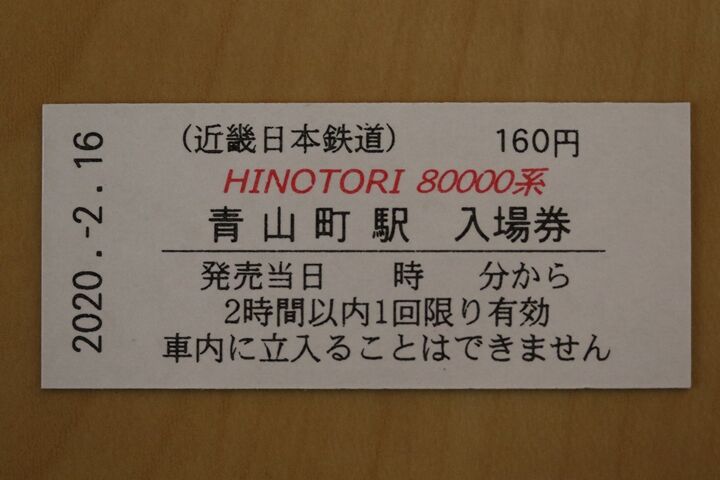 2020.-2.16
(近畿日本鉄道) 160円
HINOTORI 80000系
青山町駅 入場券
発売当日 時 分から
2時間以内1回限り有効
車内に立入ることはできません